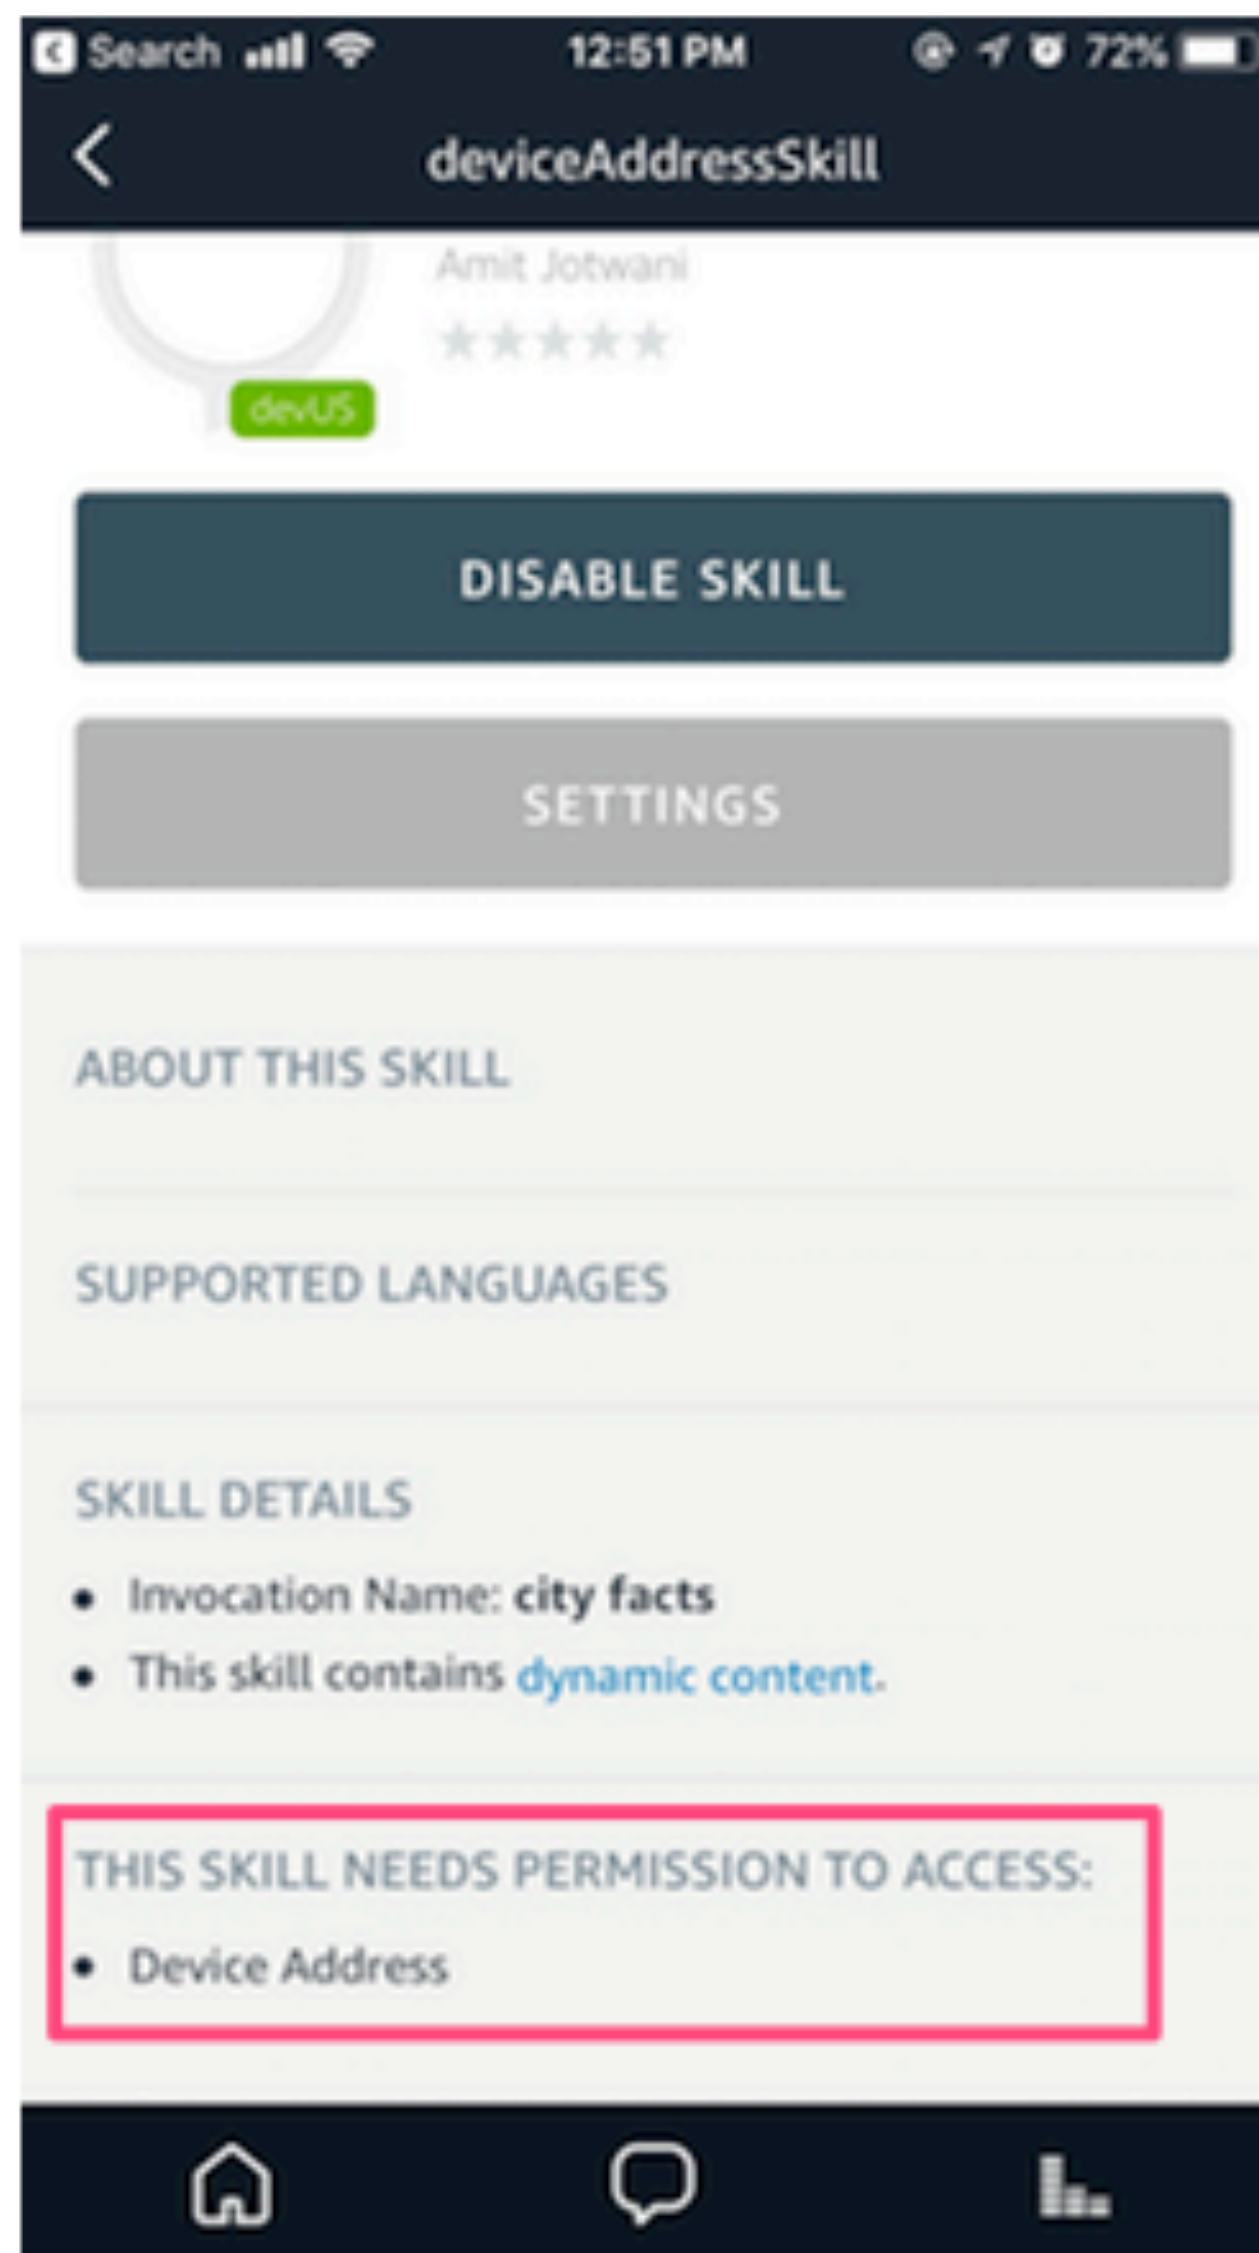 Search
12:51 PM
72%
deviceAddressSkill
Amit Jotwani
devUS
DISABLE SKILL
SETTINGS
ABOUT THIS SKILL
SUPPORTED LANGUAGES
SKILL DETAILS
• Invocation Name: city facts
• This skill contains dynamic content.
THIS SKILL NEEDS PERMISSION TO ACCESS:
• Device Address